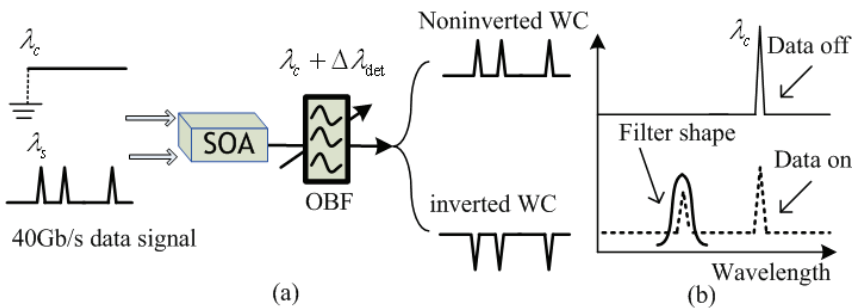 λc
λs
40Gb/s data signal
SOA
λc + Δλdet
OBF
Noninverted WC
inverted WC
(a)
λc
Data off
Filter shape
Data on
Wavelength
(b)